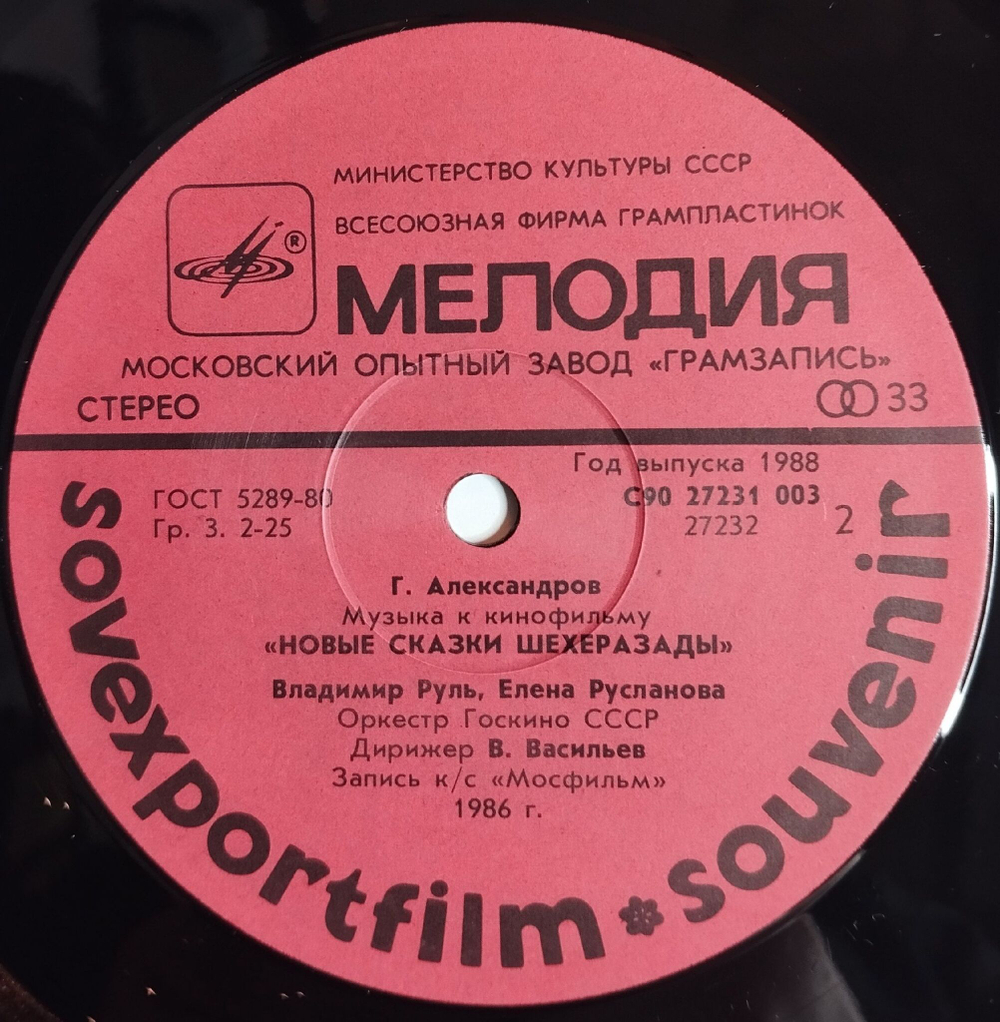 МИНИСТЕРСТВО КУЛЬТУРЫ СССР
ВСЕСОЮЗНАЯ ФИРМА ГРАМПЛАСТИНОК
®
МЕЛОДИЯ
МОСКОВСКИЙ ОПЫТНЫЙ ЗАВОД «ГРАМЗАПИСЬ»
СТЕРЕО
33
Год выпуска 1988
ГОСТ 5289-80
С90 27231 003
Гр. 3. 2-25
27232
2
Г. Александров
Музыка к кинофильму
«НОВЫЕ СКАЗКИ ШЕХЕРАЗАДЫ»
Владимир Руль, Елена Русланова
Оркестр Госкино СССР
Дирижер В. Васильев
Запись к/с «Мосфильм»
1986 г.
sovexportfilm * souvenir